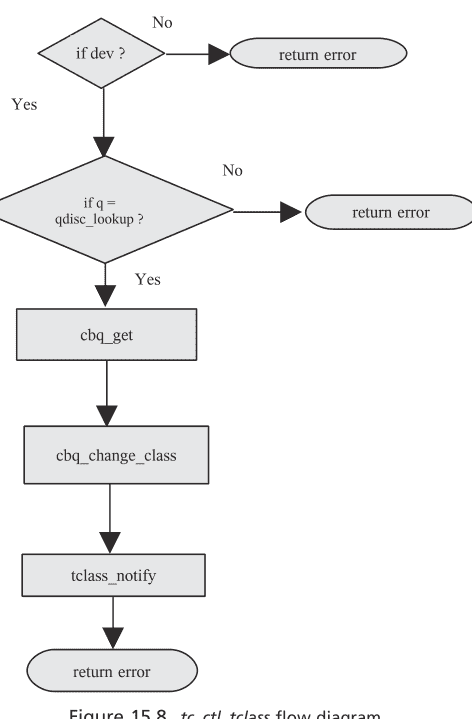 if dev ?
No
return error
Yes
if q =
qdisc_lookup ?
No
return error
Yes
cbq_get
cbq_change_class
tclass_notify
return error
Figure 15.8 tc_ctl_tclass flow diagram